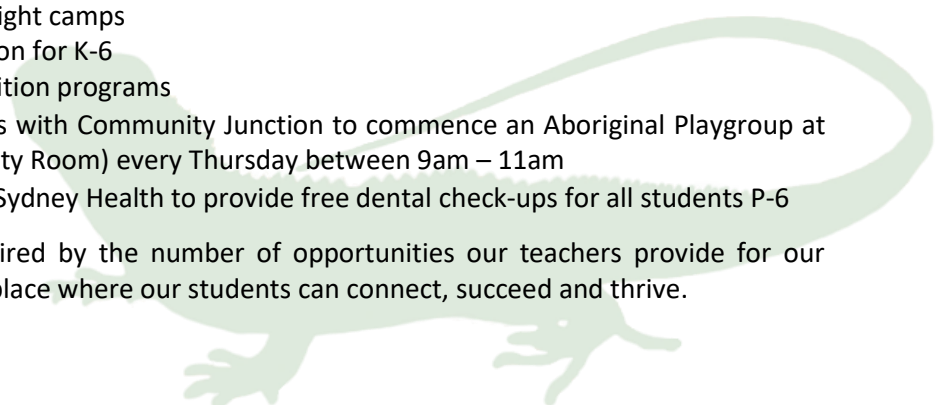 ight camps
on for K-6
ition programs
s with Community Junction to commence an Aboriginal Playgroup at
ty Room) every Thursday between 9am – 11am
Sydney Health to provide free dental check-ups for all students P-6
ired by the number of opportunities our teachers provide for our
place where our students can connect, succeed and thrive.